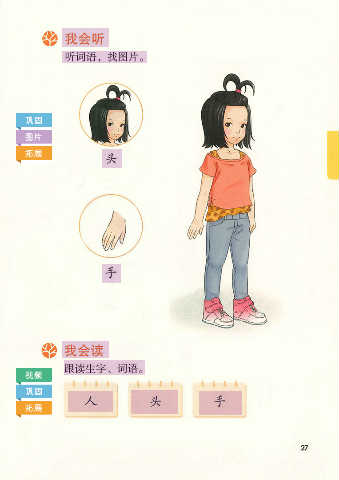 我会听
听词语，找图片。
巩固
图片
拓展
头
手
我会读
跟读生字、词语。
视频
巩固
拓展
人
头
手
27